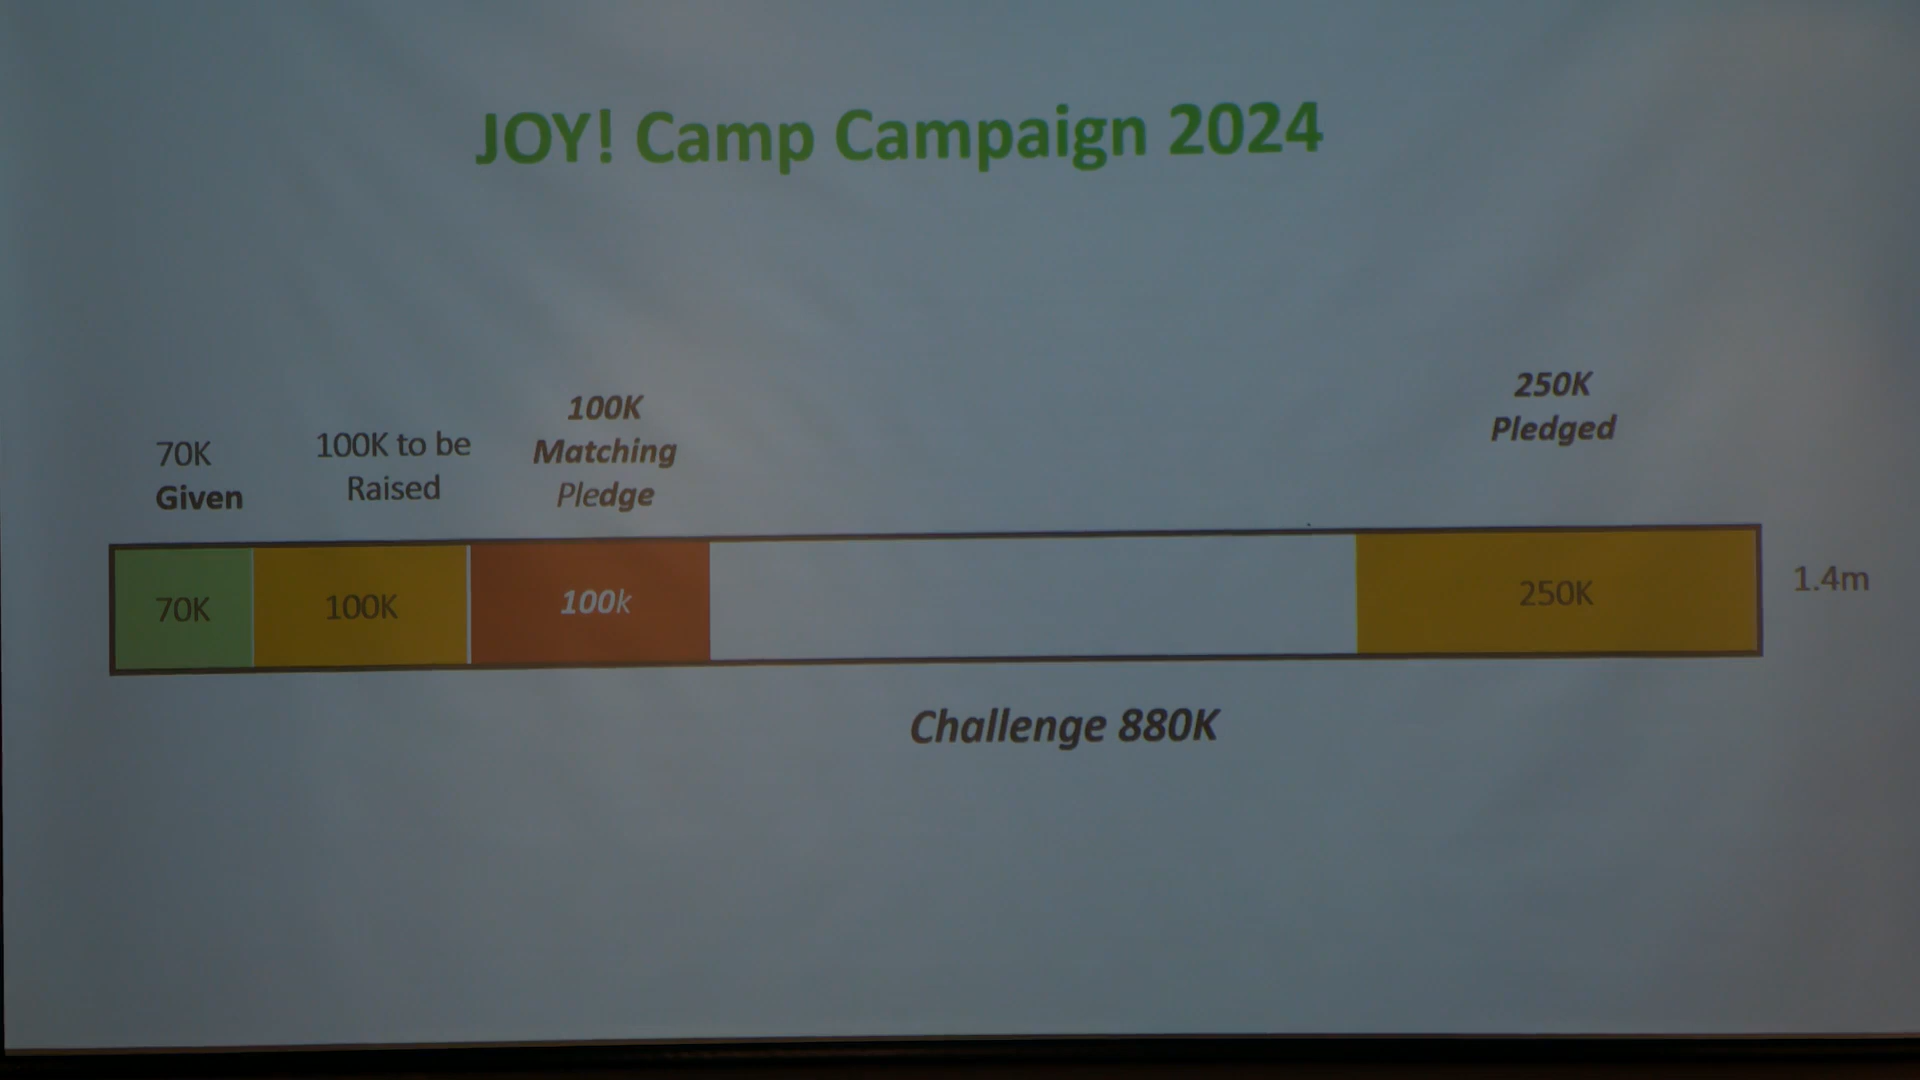 JOY! Camp Campaign 2024
70K
Given
100K to be
Raised
100K
Matching
Pledge
250K
Pledged
70K
100K
100k
250K
1.4m
Challenge 880K